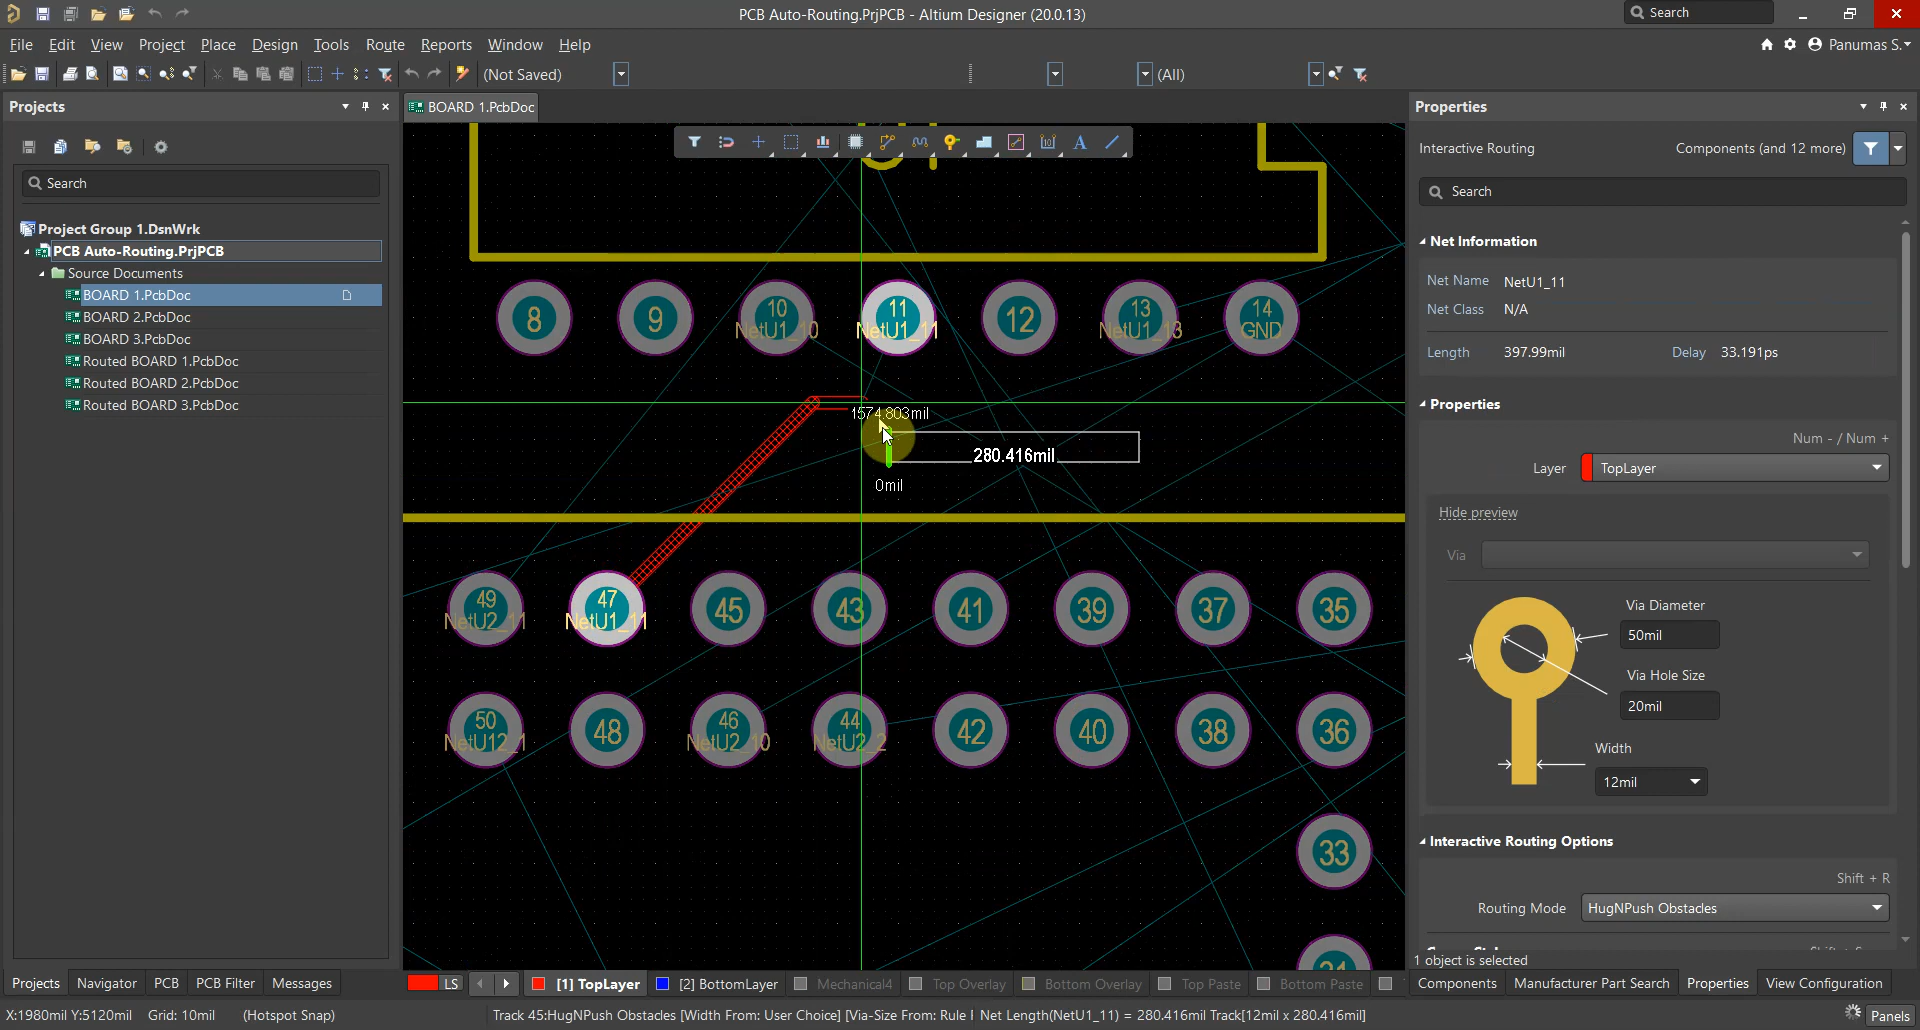 PCB Auto-Routing.PrjPCB - Altium Designer (20.0.13)
Search
File Edit View Project Place Design Tools Route Reports Window Help
Panumas S.
(Not Saved)
(All)
Projects
BOARD 1.PcbDoc
Properties
Interactive Routing
Components (and 12 more)
Search
Search
Project Group 1.DsnWrk
PCB Auto-Routing.PrjPCB
Source Documents
BOARD 1.PcbDoc
BOARD 2.PcbDoc
BOARD 3.PcbDoc
Routed BOARD 1.PcbDoc
Routed BOARD 2.PcbDoc
Routed BOARD 3.PcbDoc
8
9
10
NetU1_10
11
NetU1_11
12
13
NetU1_13
14
GND
1574.803mil
280.416mil
0mil
49
NetU2_11
47
NetU1_11
45
43
41
39
37
35
50
NetU12_1
48
46
NetU2_10
44
NetU2_2
42
40
38
36
33
Net Information
Net Name NetU1_11
Net Class N/A
Length 397.99mil Delay 33.191ps
Properties
Num - / Num +
Layer TopLayer
Hide preview
Via
Via Diameter
50mil
Via Hole Size
20mil
Width
12mil
Interactive Routing Options
Shift + R
Routing Mode HugNPush Obstacles
1 object is selected
Projects Navigator PCB PCB Filter Messages
LS [1] TopLayer [2] BottomLayer Mechanical4 Top Overlay Bottom Overlay Top Paste Bottom Paste
Components Manufacturer Part Search Properties View Configuration
X:1980mil Y:5120mil Grid: 10mil (Hotspot Snap)
Track 45:HugNPush Obstacles [Width From: User Choice] [Via-Size From: Rule Net Length(NetU1_11) = 280.416mil Track[12mil x 280.416mil]
Panels